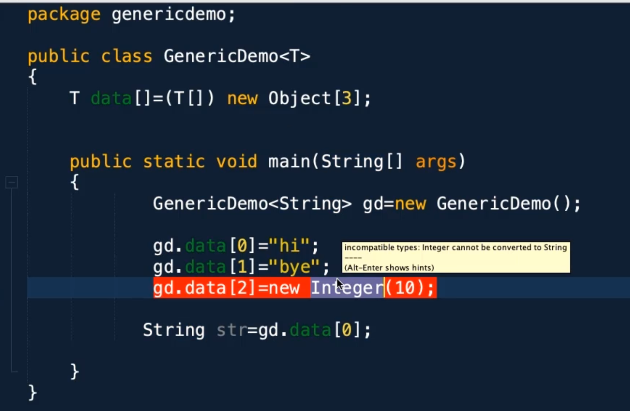 package genericdemo;
public class GenericDemo<T>
{
T data[]=(T[]) new Object[3];
public static void main(String[] args)
{
GenericDemo<String> gd=new GenericDemo();
gd.data[0]="hi";
incompatible types: Integer cannot be converted to String
----
(Alt-Enter shows hints)
gd.data[1]="bye";
gd.data[2]=new Integer(10);
String str=gd.data[0];
}
}